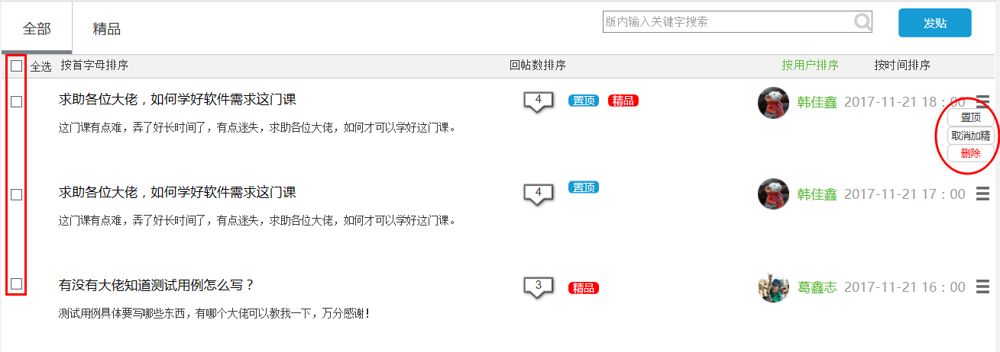 全部 精品 版内输入关键字搜索 发贴
全选 按首字母排序 回帖数排序 按用户排序 按时间排序
求助各位大佬，如何学好软件需求这门课 4 置顶 精品 韩佳鑫 2017-11-21 18：00
置顶
这门课有点难，弄了好长时间了，有点迷失，求助各位大佬，如何才可以学好这门课。
取消加精
删除
求助各位大佬，如何学好软件需求这门课 4 置顶 韩佳鑫 2017-11-21 17：00
这门课有点难，弄了好长时间了，有点迷失，求助各位大佬，如何才可以学好这门课。
有没有大佬知道测试用例怎么写？ 3 精品 葛鑫志 2017-11-21 16：00
测试用例具体要写哪些东西，有哪个大佬可以教我一下，万分感谢！